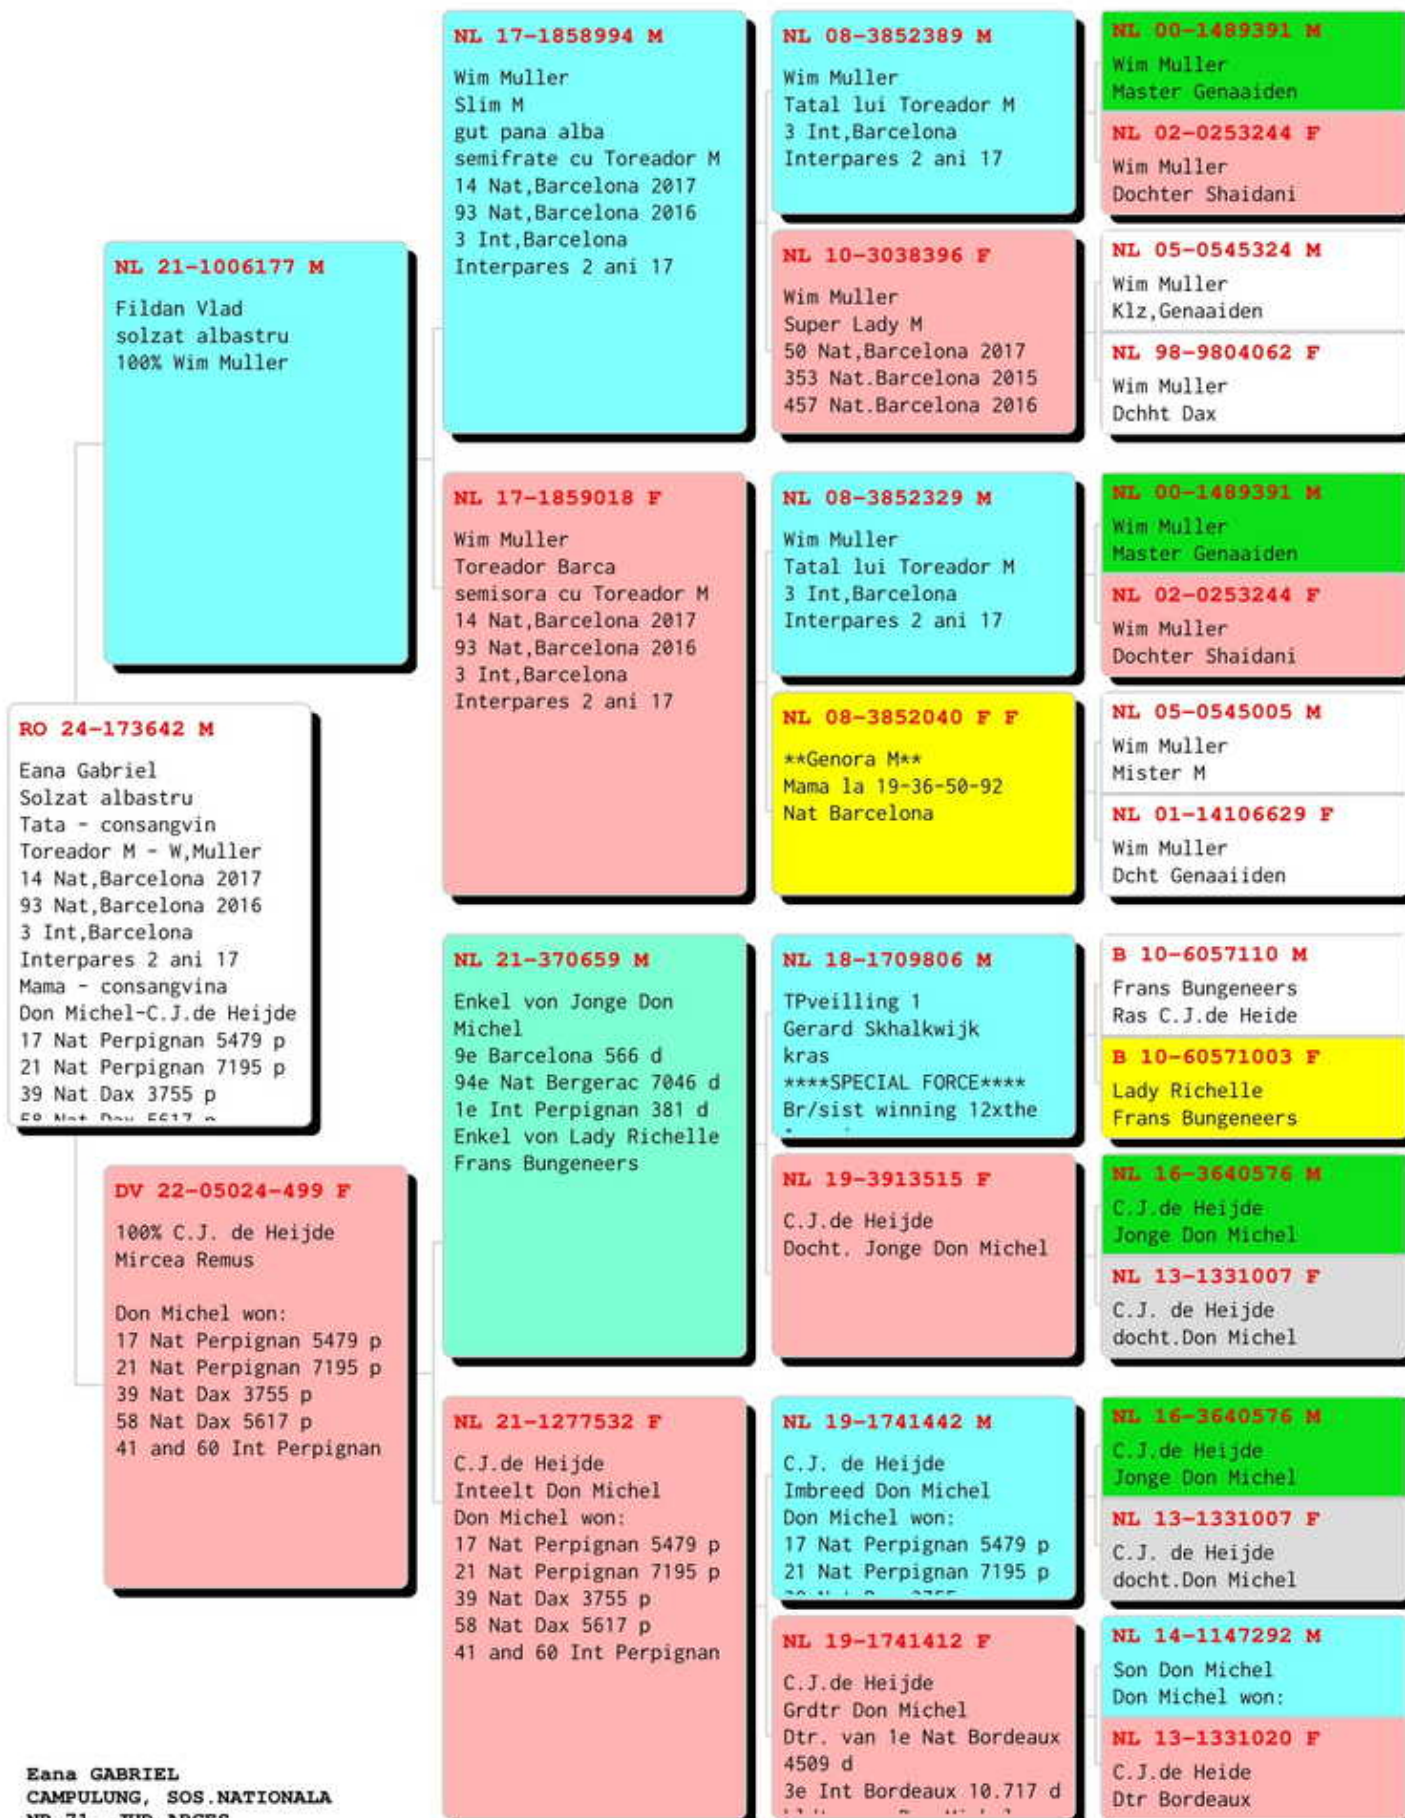 RO 24-173642 M
Eana Gabriel
Solzat albastru
Tata - consangvin
Toreador M - W,Muller
14 Nat,Barcelona 2017
93 Nat,Barcelona 2016
3 Int,Barcelona
Interpares 2 ani 17
Mama - consangvina
Don Michel-C.J.de Heijde
17 Nat Perpignan 5479 p
21 Nat Perpignan 7195 p
39 Nat Dax 3755 p
58 Nat Dax 5617 p
NL 21-1006177 M
Fildan Vlad
solzat albastru
100% Wim Muller
DV 22-05024-499 F
100% C.J. de Heijde
Mircea Remus
Don Michel won:
17 Nat Perpignan 5479 p
21 Nat Perpignan 7195 p
39 Nat Dax 3755 p
58 Nat Dax 5617 p
41 and 60 Int Perpignan
NL 17-1858994 M
Wim Muller
Slim M
gut pana alba
semifrate cu Toreador M
14 Nat,Barcelona 2017
93 Nat,Barcelona 2016
3 Int,Barcelona
Interpares 2 ani 17
NL 17-1859018 F
Wim Muller
Toreador Barca
semisora cu Toreador M
14 Nat,Barcelona 2017
93 Nat,Barcelona 2016
3 Int,Barcelona
Interpares 2 ani 17
NL 21-370659 M
Enkel von Jonge Don
Michel
9e Barcelona 566 d
94e Nat Bergerac 7046 d
1e Int Perpignan 381 d
Enkel von Lady Richelle
Frans Bungeneers
NL 21-1277532 F
C.J.de Heijde
Inteelt Don Michel
Don Michel won:
17 Nat Perpignan 5479 p
21 Nat Perpignan 7195 p
39 Nat Dax 3755 p
58 Nat Dax 5617 p
41 and 60 Int Perpignan
NL 08-3852389 M
Wim Muller
Tatal lui Toreador M
3 Int,Barcelona
Interpares 2 ani 17
NL 10-3038396 F
Wim Muller
Super Lady M
50 Nat,Barcelona 2017
353 Nat.Barcelona 2015
457 Nat.Barcelona 2016
NL 08-3852329 M
Wim Muller
Tatal lui Toreador M
3 Int,Barcelona
Interpares 2 ani 17
NL 08-3852040 F F
**Genora M**
Mama la 19-36-50-92
Nat Barcelona
NL 18-1709806 M
TPveilling 1
Gerard Skhalkwijk
kras
****SPECIAL FORCE****
Br/sist winning 12xthe
NL 19-3913515 F
C.J.de Heijde
Docht. Jonge Don Michel
NL 19-1741442 M
C.J. de Heijde
Imbreed Don Michel
Don Michel won:
17 Nat Perpignan 5479 p
21 Nat Perpignan 7195 p
NL 19-1741412 F
C.J.de Heijde
Grdtr Don Michel
Dtr. van 1e Nat Bordeaux
4509 d
3e Int Bordeaux 10.717 d
NL 00-1489391 M
Wim Muller
Master Genaaiden
NL 02-0253244 F
Wim Muller
Dochter Shaidani
NL 05-0545324 M
Wim Muller
Klz,Genaaiden
NL 98-9804062 F
Wim Muller
Dchht Dax
NL 00-1489391 M
Wim Muller
Master Genaaiden
NL 02-0253244 F
Wim Muller
Dochter Shaidani
NL 05-0545005 M
Wim Muller
Mister M
NL 01-14106629 F
Wim Muller
Dcht Genaaiiden
B 10-6057110 M
Frans Bungeneers
Ras C.J.de Heide
B 10-60571003 F
Lady Richelle
Frans Bungeneers
NL 16-3640576 M
C.J.de Heijde
Jonge Don Michel
NL 13-1331007 F
C.J. de Heijde
docht.Don Michel
NL 16-3640576 M
C.J.de Heijde
Jonge Don Michel
NL 13-1331007 F
C.J. de Heijde
docht.Don Michel
NL 14-1147292 M
Son Don Michel
Don Michel won:
NL 13-1331020 F
C.J.de Heide
Dtr Bordeaux
Eana GABRIEL
CAMPULUNG, SOS.NATIONALA